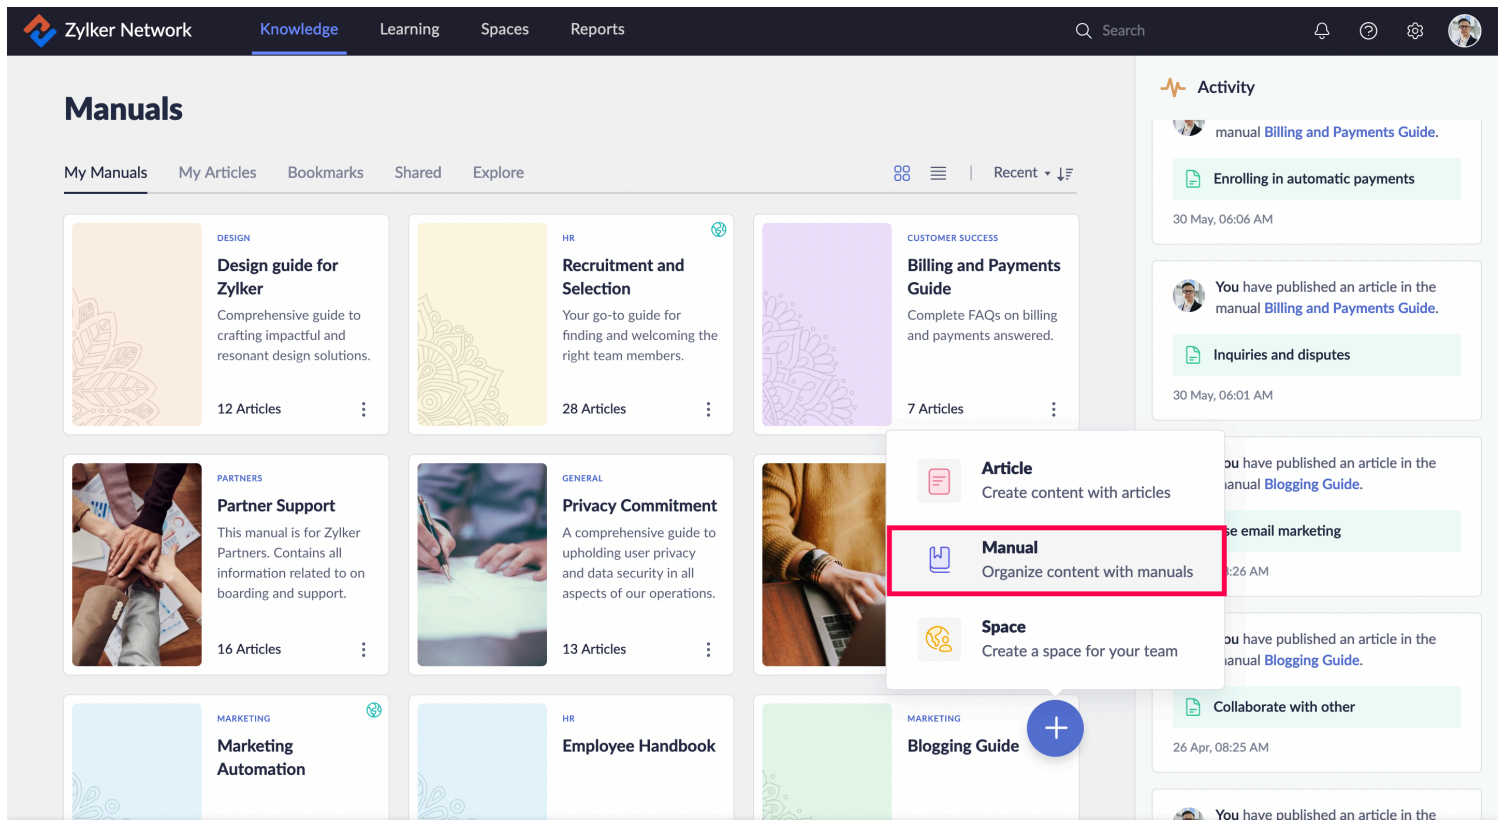 Zylker Network
Knowledge
Learning
Spaces
Reports
Search
Manuals
My Manuals
My Articles
Bookmarks
Shared
Explore
Recent
DESIGN
Design guide for
Zylker
Comprehensive guide to
crafting impactful and
resonant design solutions.
12 Articles
HR
Recruitment and
Selection
Your go-to guide for
finding and welcoming the
right team members.
28 Articles
CUSTOMER SUCCESS
Billing and Payments
Guide
Complete FAQs on billing
and payments answered.
7 Articles
PARTNERS
Partner Support
This manual is for Zylker
Partners. Contains all
information related to on
boarding and support.
16 Articles
GENERAL
Privacy Commitment
A comprehensive guide to
upholding user privacy
and data security in all
aspects of our operations.
13 Articles
Article
Create content with articles
Manual
Organize content with manuals
Space
Create a space for your team
MARKETING
Marketing
Automation
HR
Employee Handbook
MARKETING
Blogging Guide
Activity
manual Billing and Payments Guide.
Enrolling in automatic payments
30 May, 06:06 AM
You have published an article in the
manual Billing and Payments Guide.
Inquiries and disputes
30 May, 06:01 AM
ou have published an article in the
anual Blogging Guide.
se email marketing
:26 AM
ou have published an article in the
anual Blogging Guide.
Collaborate with other
26 Apr, 08:25 AM
You have published an article in the